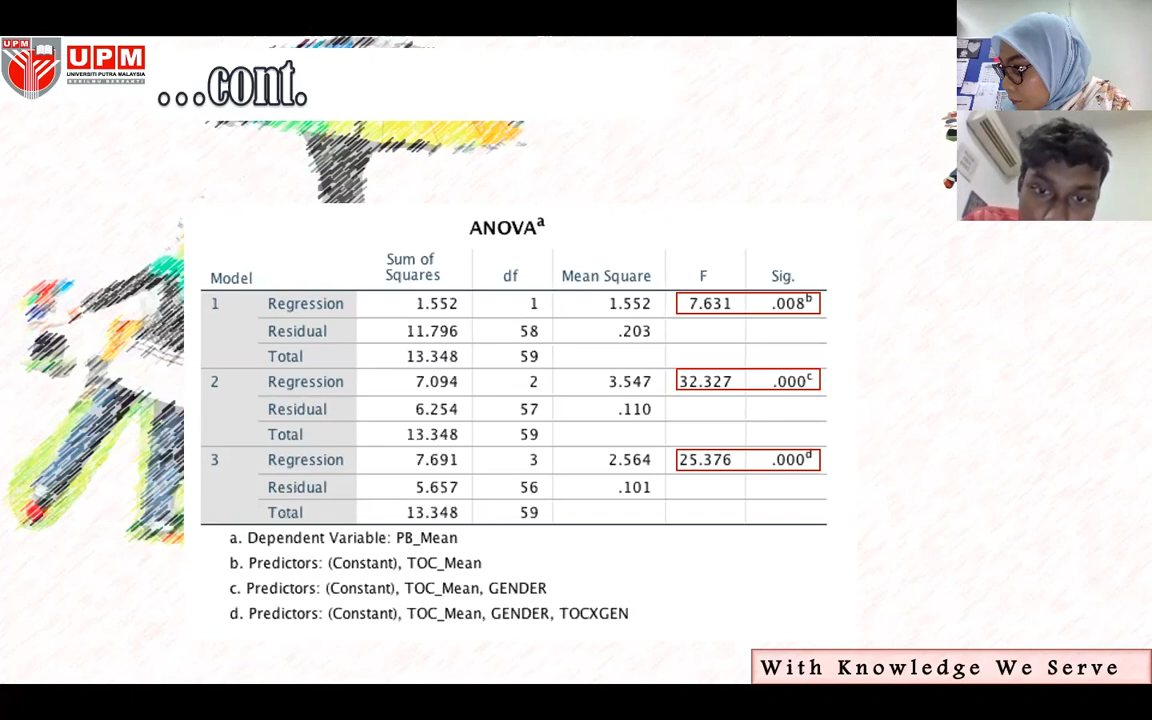 UPM
UPM
UNIVERSITI PUTRA MALAYSIA
BERILMU BERBAKTI
...cont.
ANOVAa
Model Sum of Squares df Mean Square F Sig.
1 Regression 1.552 1 1.552 7.631 .008b
Residual 11.796 58 .203
Total 13.348 59
2 Regression 7.094 2 3.547 32.327 .000c
Residual 6.254 57 .110
Total 13.348 59
3 Regression 7.691 3 2.564 25.376 .000d
Residual 5.657 56 .101
Total 13.348 59
a. Dependent Variable: PB_Mean
b. Predictors: (Constant), TOC_Mean
c. Predictors: (Constant), TOC_Mean, GENDER
d. Predictors: (Constant), TOC_Mean, GENDER, TOCXGEN
With Knowledge We Serve